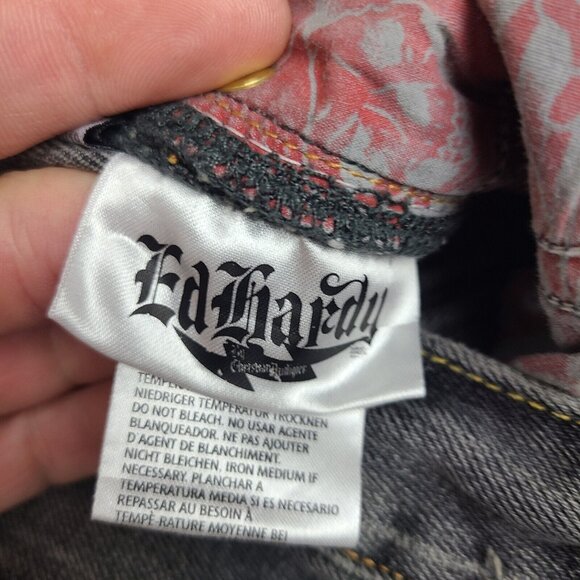 Ed Hardy
By
Christian Audigier
NIEDRIGER TEMPERATUR TROCKNEN
DO NOT BLEACH. NO USAR AGENTE
BLANQUEADOR. NE PAS AJOUTER
D'AGENT DE BLANCHIMENT.
NICHT BLEICHEN, IRON MEDIUM IF
NECESSARY. PLANCHAR A
TEMPERATURA MEDIA SI ES NECESARIO
REPASSAR AU BESOIN À
TEMPÈ-RATURE MOYENNE BEI